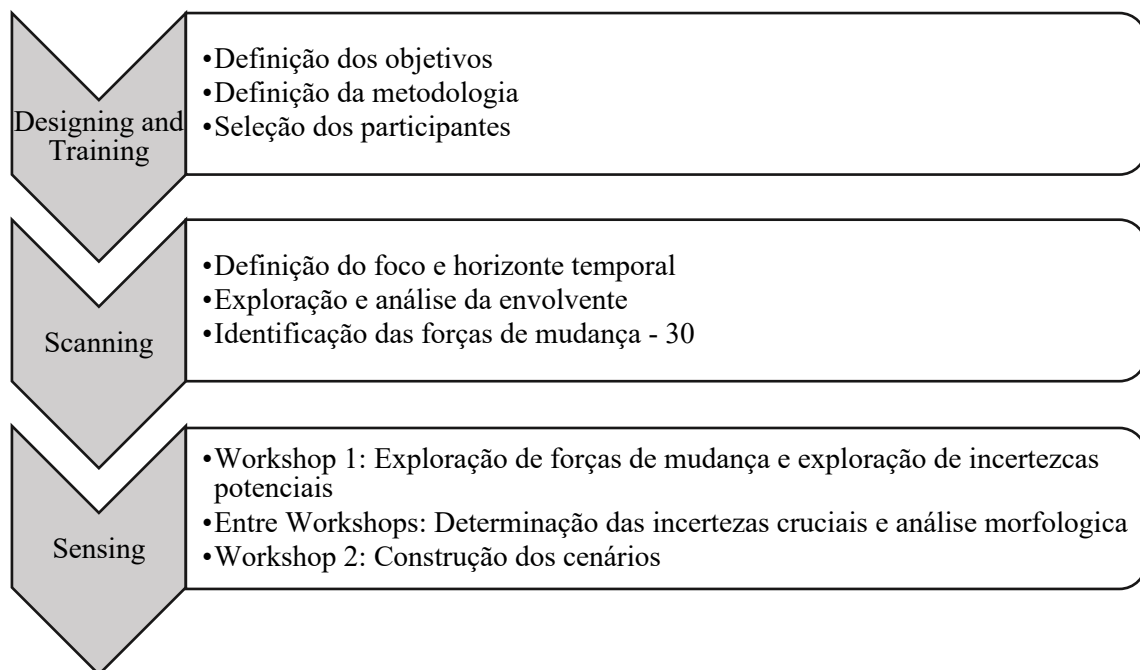 Designing and
Training
•Definição dos objetivos
•Definição da metodologia
•Seleção dos participantes
Scanning
•Definição do foco e horizonte temporal
•Exploração e análise da envolvente
•Identificação das forças de mudança - 30
Sensing
•Workshop 1: Exploração de forças de mudança e exploração de incertezcas
potenciais
•Entre Workshops: Determinação das incertezas cruciais e análise morfologica
•Workshop 2: Construção dos cenários